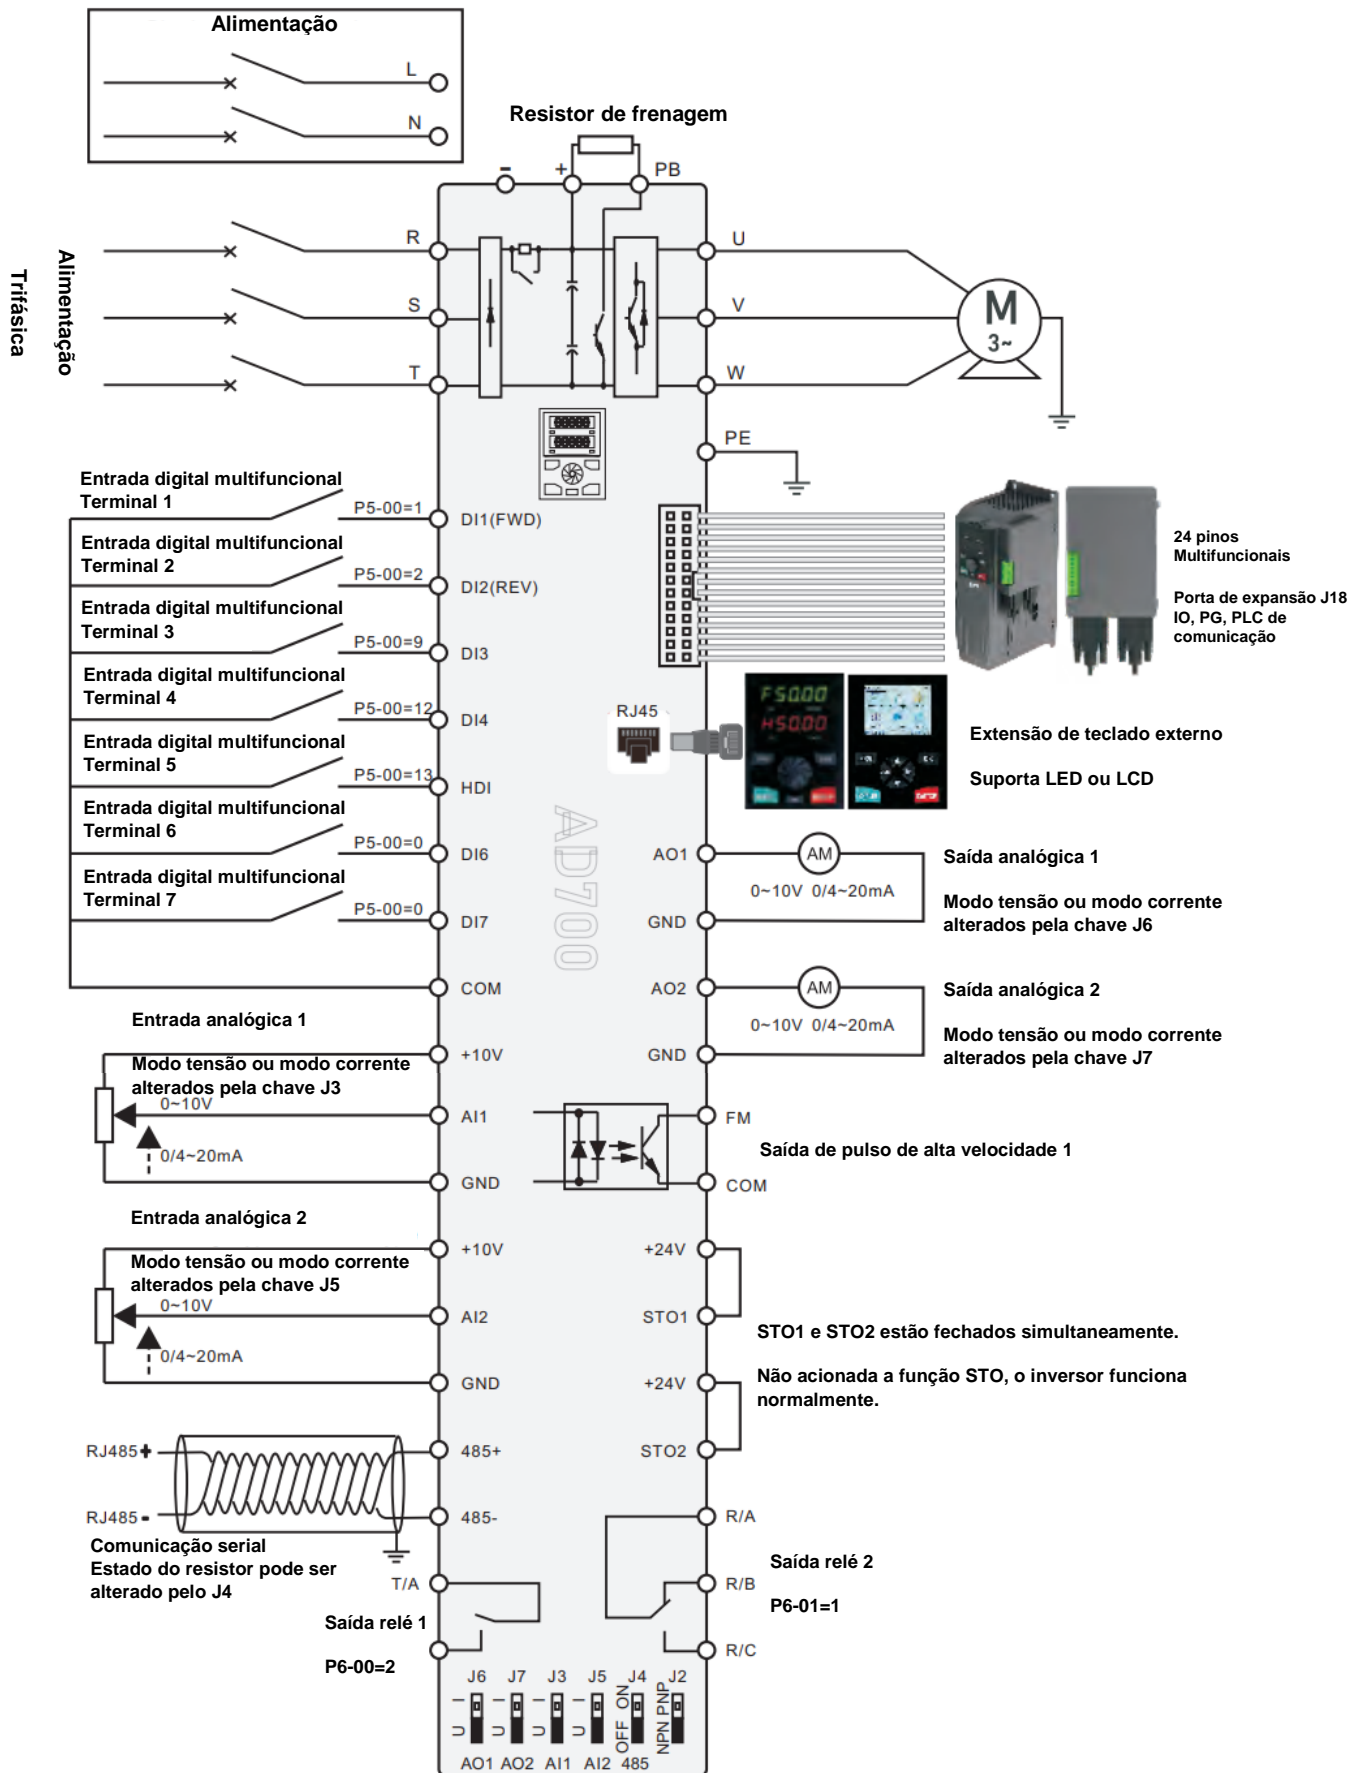 Alimentação
L
N
Resistor de frenagem
-
+
PB
Alimentação
Trifásica
R
S
T
U
V
W
M
3~
PE
Entrada digital multifuncional
Terminal 1
P5-00=1
DI1(FWD)
Entrada digital multifuncional
Terminal 2
P5-00=2
DI2(REV)
Entrada digital multifuncional
Terminal 3
P5-00=9
DI3
Entrada digital multifuncional
Terminal 4
P5-00=12
DI4
Entrada digital multifuncional
Terminal 5
P5-00=13
HDI
Entrada digital multifuncional
Terminal 6
P5-00=0
DI6
Entrada digital multifuncional
Terminal 7
P5-00=0
DI7
COM
24 pinos
Multifuncionais
Porta de expansão J18
IO, PG, PLC de
comunicação
RJ45
F50.00
H50.00
Extensão de teclado externo
Suporta LED ou LCD
AD700
AO1
AM
0~10V 0/4~20mA
GND
Saída analógica 1
Modo tensão ou modo corrente
alterados pela chave J6
AO2
AM
0~10V 0/4~20mA
GND
Saída analógica 2
Modo tensão ou modo corrente
alterados pela chave J7
Entrada analógica 1
+10V
Modo tensão ou modo corrente
alterados pela chave J3
0~10V
AI1
0/4~20mA
GND
FM
Saída de pulso de alta velocidade 1
COM
Entrada analógica 2
+10V
Modo tensão ou modo corrente
alterados pela chave J5
0~10V
AI2
0/4~20mA
GND
+24V
STO1
STO1 e STO2 estão fechados simultaneamente.
+24V
Não acionada a função STO, o inversor funciona
normalmente.
STO2
RJ485+
485+
RJ485-
485-
Comunicação serial
Estado do resistor pode ser
alterado pelo J4
T/A
Saída relé 1
P6-00=2
R/A
Saída relé 2
R/B
P6-01=1
R/C
J6 J7 J3 J5 J4 J2
I I I I ON PNP
U U U U OFF NPN
AO1 AO2 AI1 AI2 485